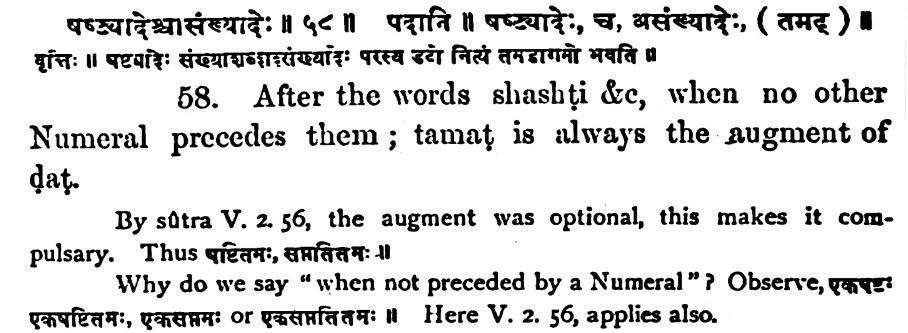 षष्ट्यादेश्चासंख्यादेः ॥ ५८ ॥ पदानि ॥ षष्ट्यादेः, च, असंख्यादेः, ( तमट् ) ॥
वृत्तिः ॥ षष्ट्यादेः संख्याशब्दादसंख्यादेः परस्य डटो नित्यं तमडागमो भवति ॥
58. After the words shashṭi &c, when no other
Numeral precedes them ; tamaṭ is always the augment of
ḍaṭ.
By sûtra V. 2. 56, the augment was optional, this makes it com-
pulsary. Thus षष्टितमः, सप्ततितमः ॥
Why do we say "when not preceded by a Numeral"? Observe, एकषष्टः
एकषष्टितमः, एकसप्ततः or एकसप्ततितमः ॥ Here V. 2. 56, applies also.